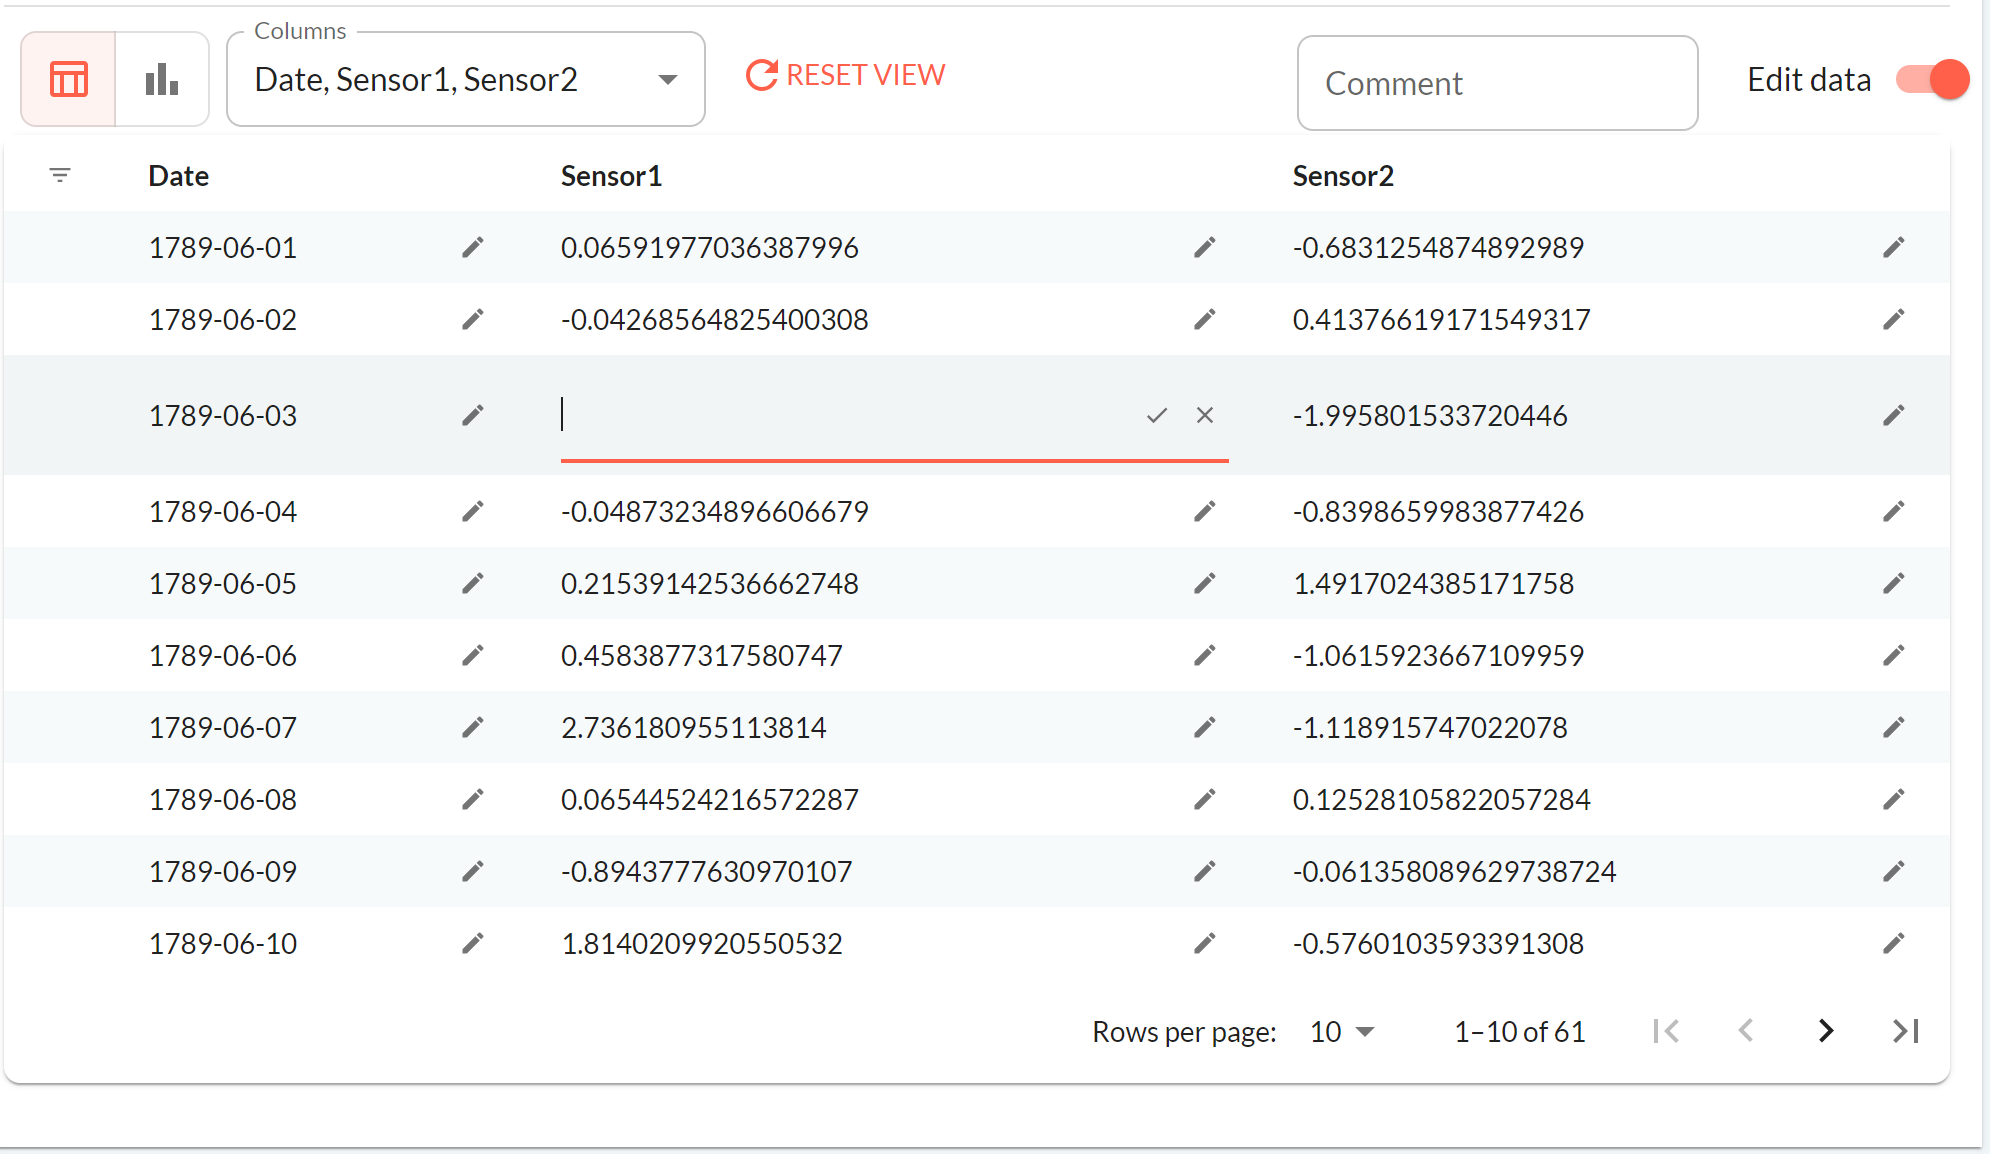 Columns
Date, Sensor1, Sensor2
RESET VIEW
Comment
Edit data
Date Sensor1 Sensor2
1789-06-01 0.06591977036387996 -0.6831254874892989
1789-06-02 -0.04268564825400308 0.41376619171549317
1789-06-03 -1.995801533720446
1789-06-04 -0.04873234896606679 -0.8398659983877426
1789-06-05 0.21539142536662748 1.4917024385171758
1789-06-06 0.4583877317580747 -1.0615923667109959
1789-06-07 2.736180955113814 -1.118915747022078
1789-06-08 0.06544524216572287 0.12528105822057284
1789-06-09 -0.8943777630970107 -0.061358089629738724
1789-06-10 1.8140209920550532 -0.5760103593391308
Rows per page: 10 1–10 of 61